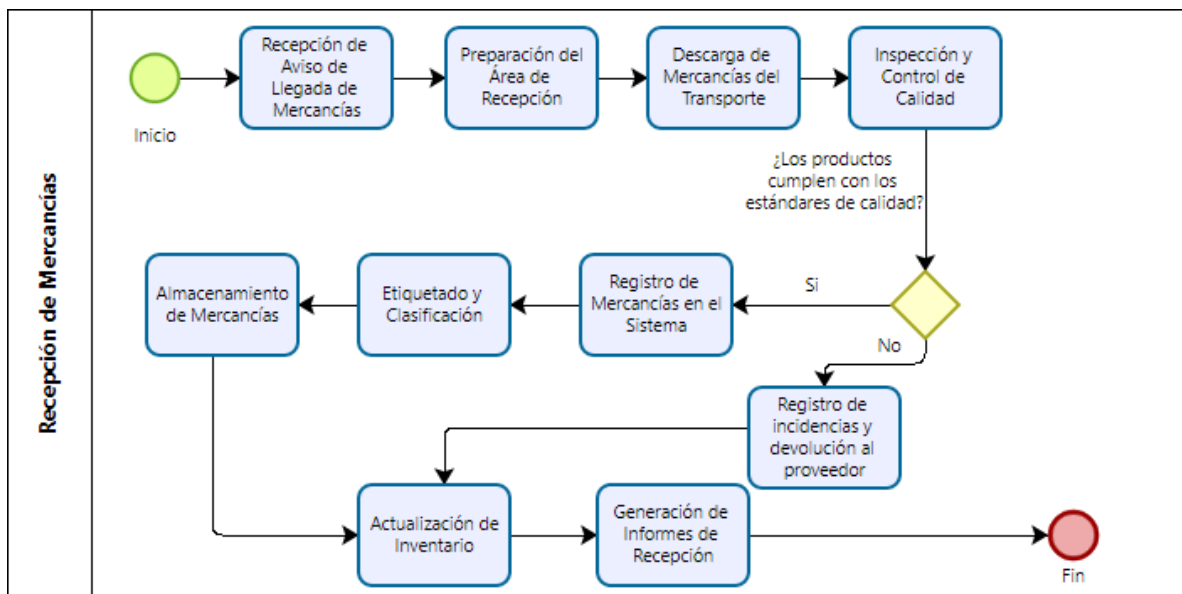 Recepción de Mercancías
Inicio
Recepción de
Aviso de
Llegada de
Mercancías
Preparación del
Área de
Recepción
Descarga de
Mercancías del
Transporte
Inspección y
Control de
Calidad
¿Los productos
cumplen con los
estándares de calidad?
Si
No
Registro de
Mercancías en el
Sistema
Etiquetado y
Clasificación
Almacenamiento
de Mercancías
Registro de
incidencias y
devolución al
proveedor
Actualización de
Inventario
Generación de
Informes de
Recepción
Fin